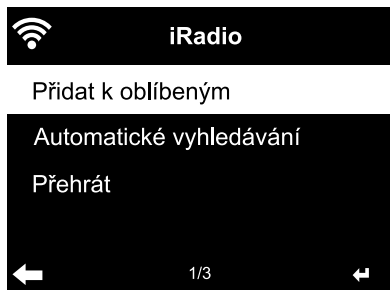 iRadio
Přidat k oblíbeným
Automatické vyhledávání
Přehrát
1/3